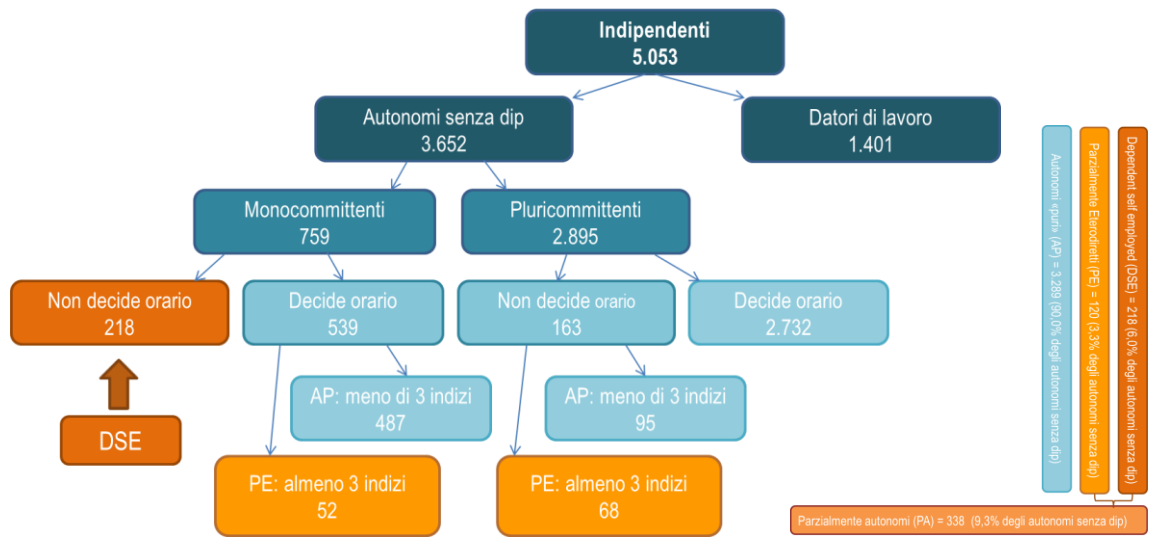 Indipendenti
5.053
Autonomi senza dip
3.652
Datori di lavoro
1.401
Monocommittenti
759
Pluricommittenti
2.895
Non decide orario
218
Decide orario
539
Non decide orario
163
Decide orario
2.732
AP: meno di 3 indizi
487
AP: meno di 3 indizi
95
DSE
PE: almeno 3 indizi
52
PE: almeno 3 indizi
68
Autonomi «puri» (AP) = 3.289 (90,0% degli autonomi senza dip)
Parzialmente Eterodiretti (PE) = 120 (3,3% degli autonomi senza dip)
Dependent self employed (DSE) = 218 (6,0% degli autonomi senza dip)
Parzialmente autonomi (PA) = 338 (9,3% degli autonomi senza dip)